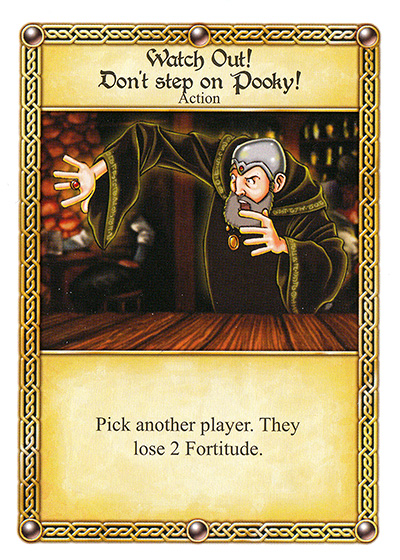 Watch Out!
Don't step on Pooky!
Action
Pick another player. They
lose 2 Fortitude.